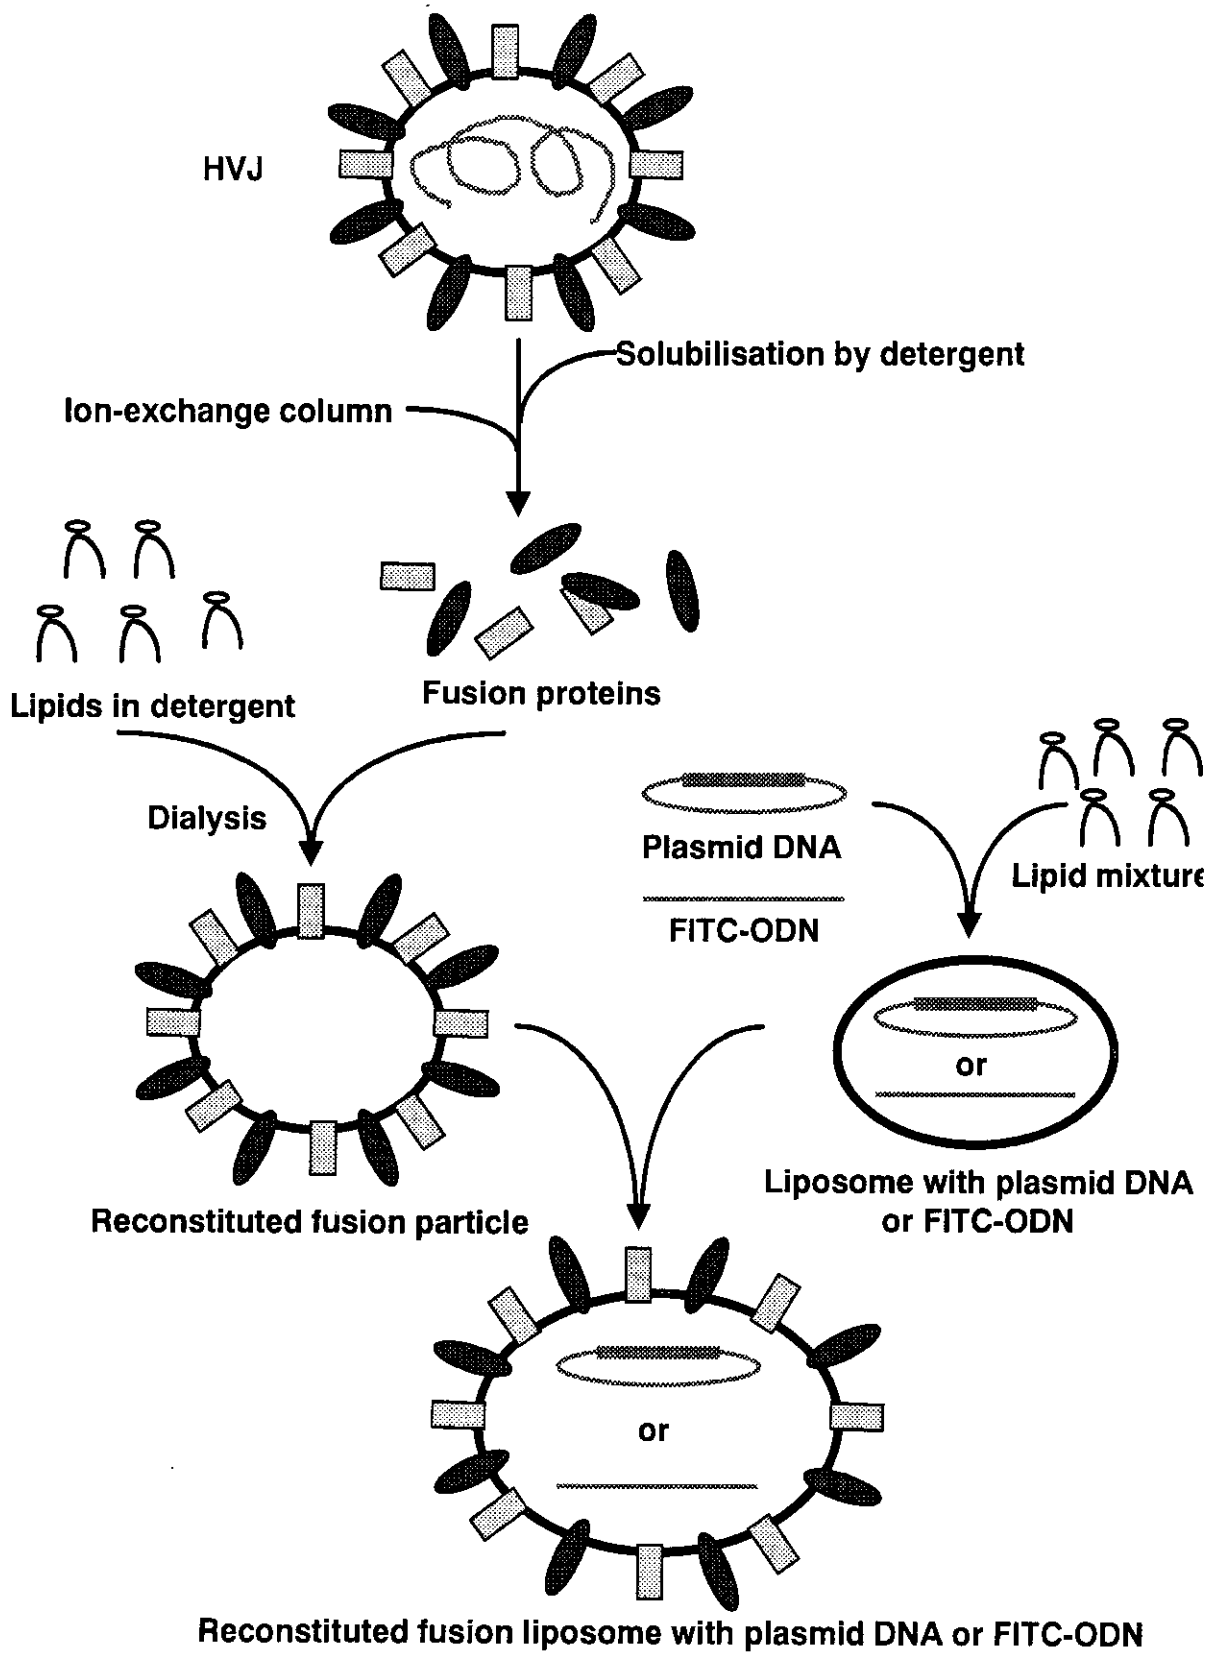 HVJ
Solubilisation by detergent
Ion-exchange column
Fusion proteins
Lipids in detergent
Dialysis
Plasmid DNA
Lipid mixture
FITC-ODN
or
Liposome with plasmid DNA
or FITC-ODN
Reconstituted fusion particle
or
Reconstituted fusion liposome with plasmid DNA or FITC-ODN